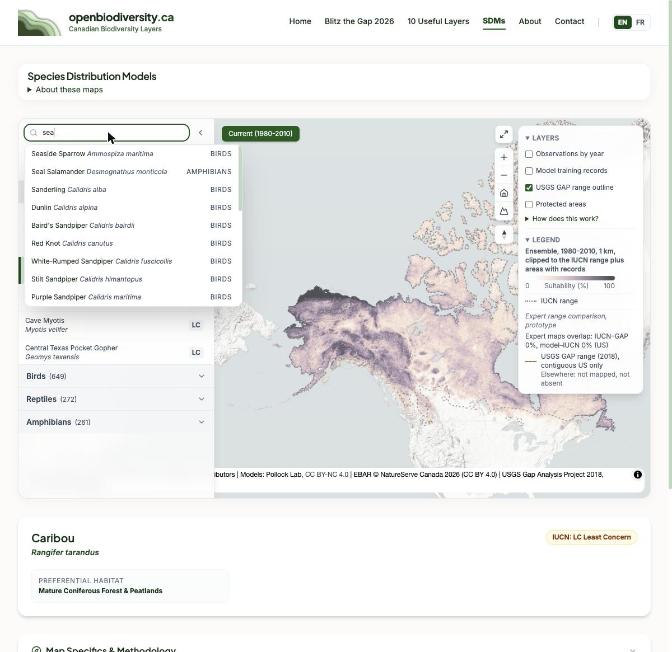 openbiodiversity.ca
Canadian Biodiversity Layers
Home
Blitz the Gap 2026
10 Useful Layers
SDMs
About
Contact
EN
FR
Species Distribution Models
About these maps
sea
Current (1980-2010)
Seaside Sparrow Ammospiza maritima BIRDS
Seal Salamander Desmognathus monticola AMPHIBIANS
Sanderling Calidris alba BIRDS
Dunlin Calidris alpina BIRDS
Baird's Sandpiper Calidris bairdii BIRDS
Red Knot Calidris canutus BIRDS
White-Rumped Sandpiper Calidris fuscicollis BIRDS
Stilt Sandpiper Calidris himantopus BIRDS
Purple Sandpiper Calidris maritima BIRDS
Cave Myotis
Myotis velifer
LC
Central Texas Pocket Gopher
Geomys texensis
LC
Birds (649)
Reptiles (272)
Amphibians (261)
LAYERS
Observations by year
Model training records
USGS GAP range outline
Protected areas
How does this work?
LEGEND
Ensemble, 1980-2010, 1 km,
clipped to the IUCN range plus
areas with records
0 Suitability (%) 100
IUCN range
Expert range comparison,
prototype
Expert maps overlap: IUCN-GAP
0%, model-IUCN 0% (US)
USGS GAP range (2018),
contiguous US only
Elsewhere: not mapped, not
absent
ibutors | Models: Pollock Lab, CC BY-NC 4.0 | EBAR © NatureServe Canada 2026 (CC BY 4.0) | USGS Gap Analysis Project 2018,
Caribou
Rangifer tarandus
IUCN: LC Least Concern
PREFERENTIAL HABITAT
Mature Coniferous Forest & Peatlands
Map Specifics & Methodology